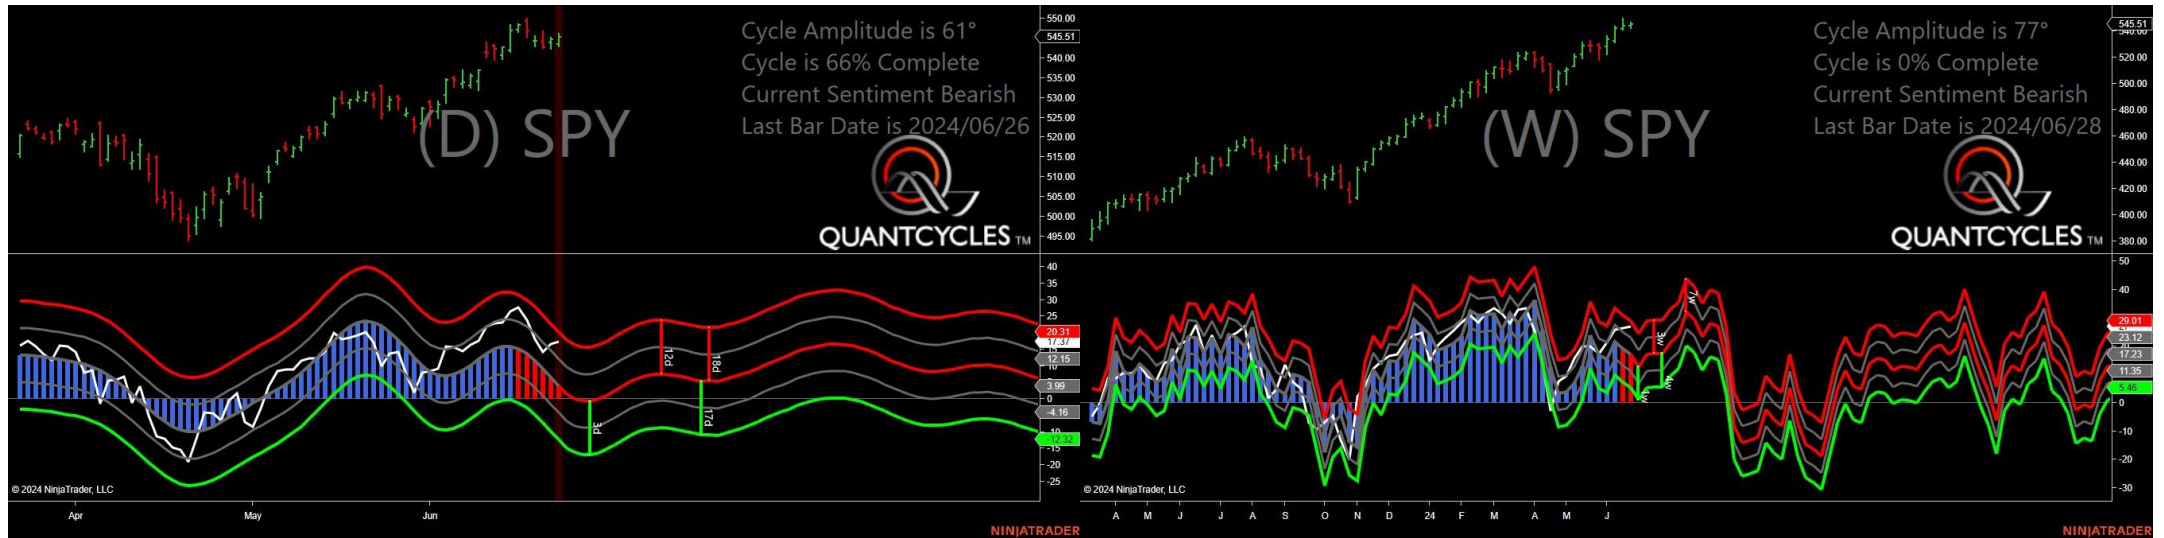 Cycle Amplitude is 61°
Cycle is 66% Complete
Current Sentiment Bearish
Last Bar Date is 2024/06/26
(D) SPY
QUANTCYCLES TM
550.00
545.51
540.00
535.00
530.00
525.00
520.00
515.00
510.00
505.00
500.00
495.00
40
35
30
25
20.31
17.37
12.15
3.99
0
-4.16
-12.32
-15
-20
-25
12d
18d
3d
17d
© 2024 NinjaTrader, LLC
Apr
May
Jun
NINJATRADER
Cycle Amplitude is 77°
Cycle is 0% Complete
Current Sentiment Bearish
Last Bar Date is 2024/06/28
(W) SPY
QUANTCYCLES TM
545.51
540.00
520.00
500.00
480.00
460.00
440.00
420.00
400.00
380.00
50
40
29.01
23.12
17.23
11.35
5.46
0
-10
-20
-30
7w
3w
4w
© 2024 NinjaTrader, LLC
A M J J A S O N D 24 F M A M J
NINJATRADER